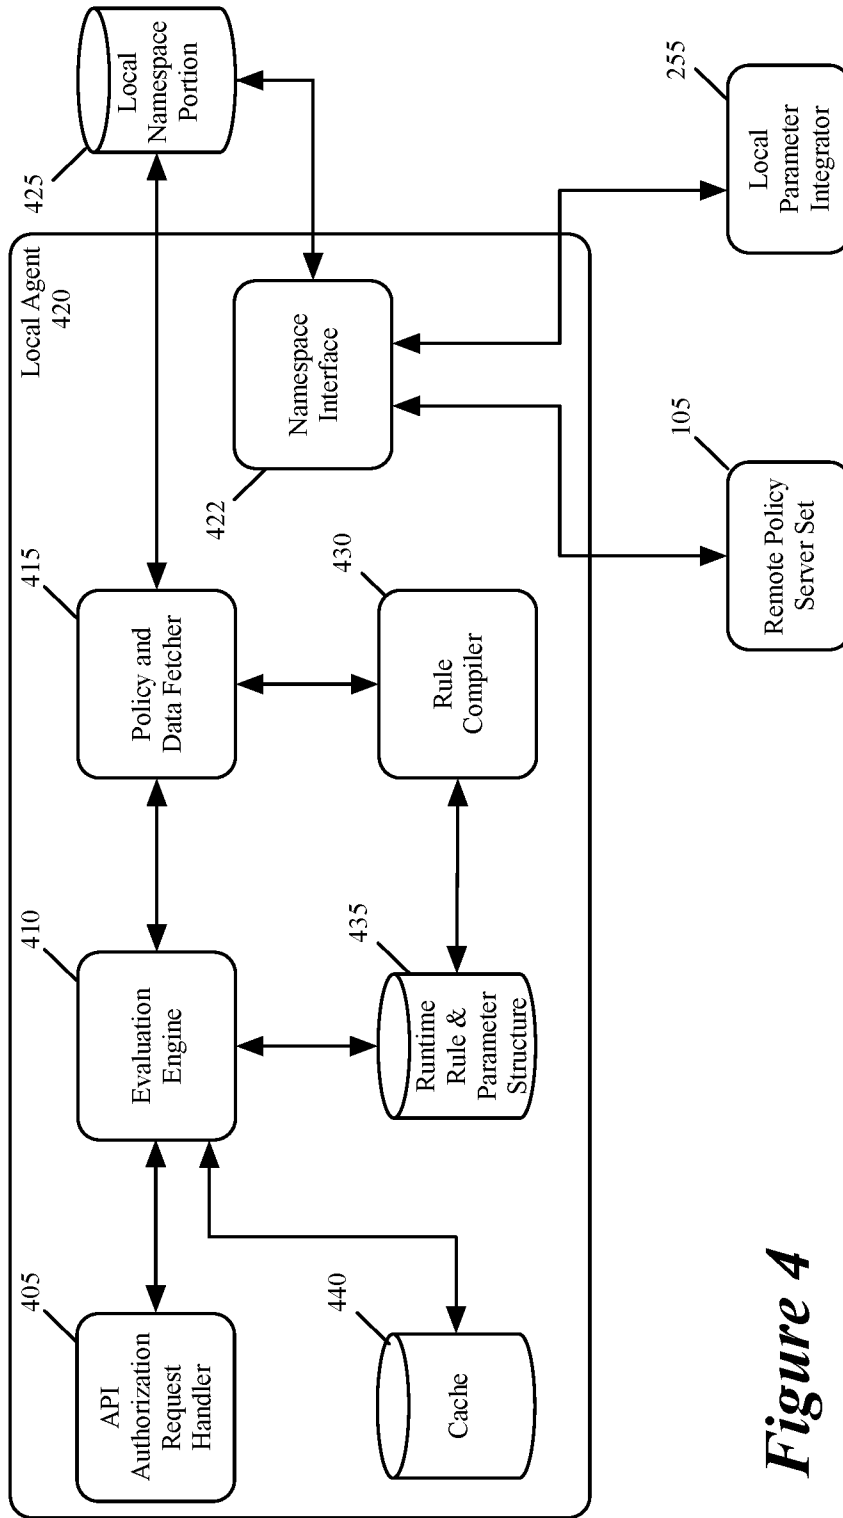 Local Agent
420
405
API
Authorization
Request
Handler
410
Evaluation
Engine
415
Policy and
Data Fetcher
425
Local
Namespace
Portion
440
Cache
435
Runtime
Rule &
Parameter
Structure
430
Rule
Compiler
422
Namespace
Interface
105
Remote Policy
Server Set
255
Local
Parameter
Integrator
Figure 4